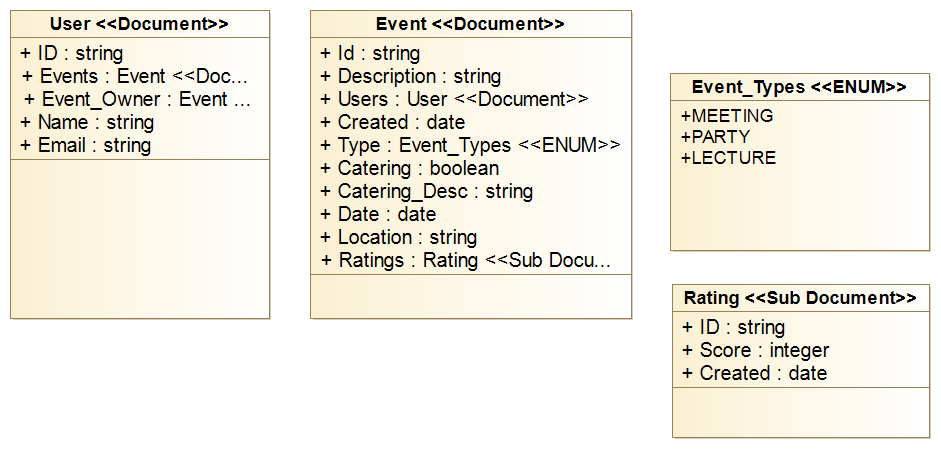 User <<Document>>
+ ID : string
+ Events : Event <<Doc...
+ Event_Owner : Event ...
+ Name : string
+ Email : string
Event <<Document>>
+ Id : string
+ Description : string
+ Users : User <<Document>>
+ Created : date
+ Type : Event_Types <<ENUM>>
+ Catering : boolean
+ Catering_Desc : string
+ Date : date
+ Location : string
+ Ratings : Rating <<Sub Docu...
Event_Types <<ENUM>>
+MEETING
+PARTY
+LECTURE
Rating <<Sub Document>>
+ ID : string
+ Score : integer
+ Created : date